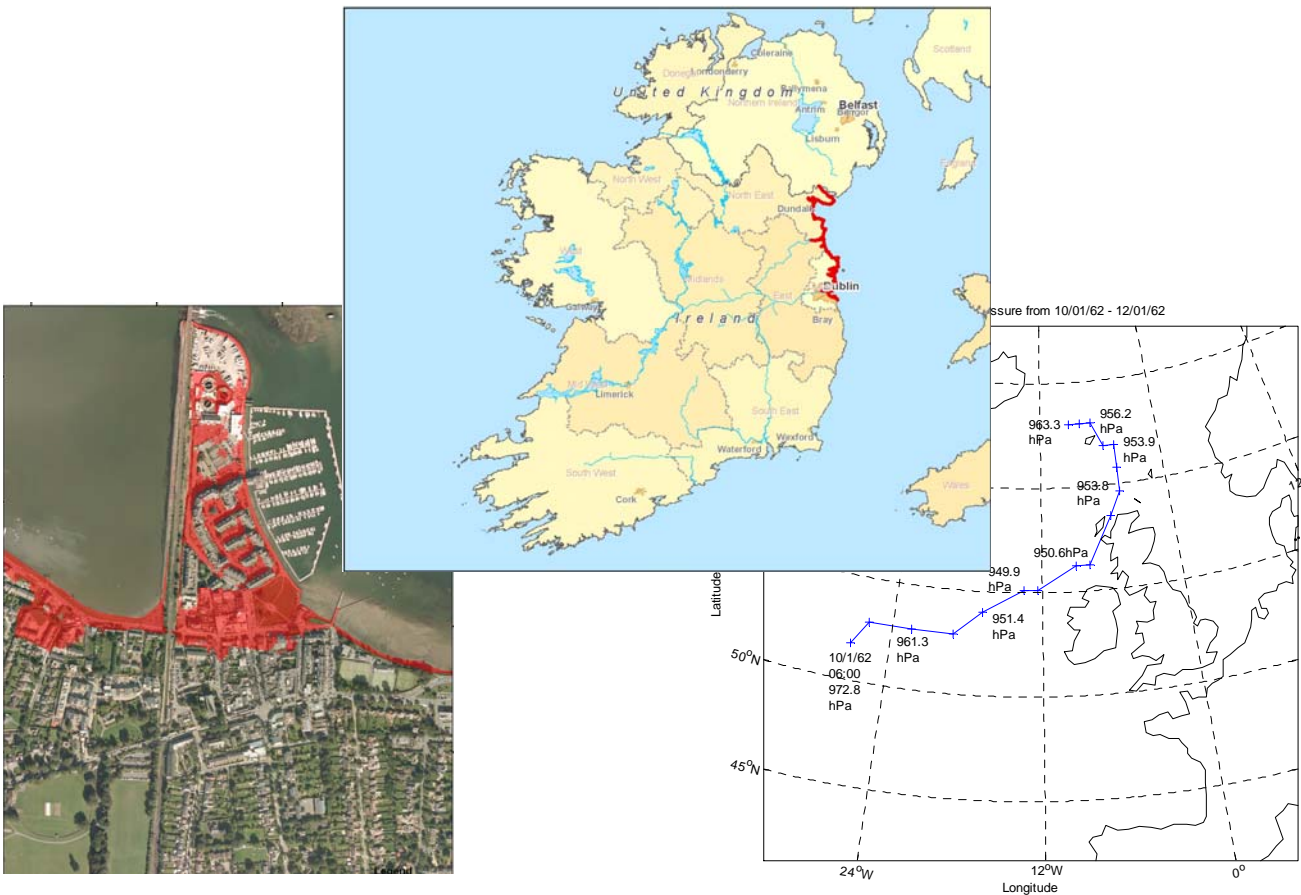 Scotland
Coleraine
Donegal
Londonderry
United Kingdom
Ballymena
Northern Ireland
Antrim
Belfast
Bangor
Lisburn
England
North West
North East
Dundalk
West
Midlands
Dublin
East
Galway
Ireland
Bray
Mid West
Limerick
South East
Wexford
Waterford
South West
Wales
Cork
ssure from 10/01/62 - 12/01/62
963.3
hPa
956.2
hPa
953.9
hPa
953.8
hPa
950.6hPa
949.9
hPa
951.4
hPa
961.3
hPa
10/1/62
06:00
972.8
hPa
Latitude
50°N
45°N
24°W
12°W
0°
Longitude
Legend